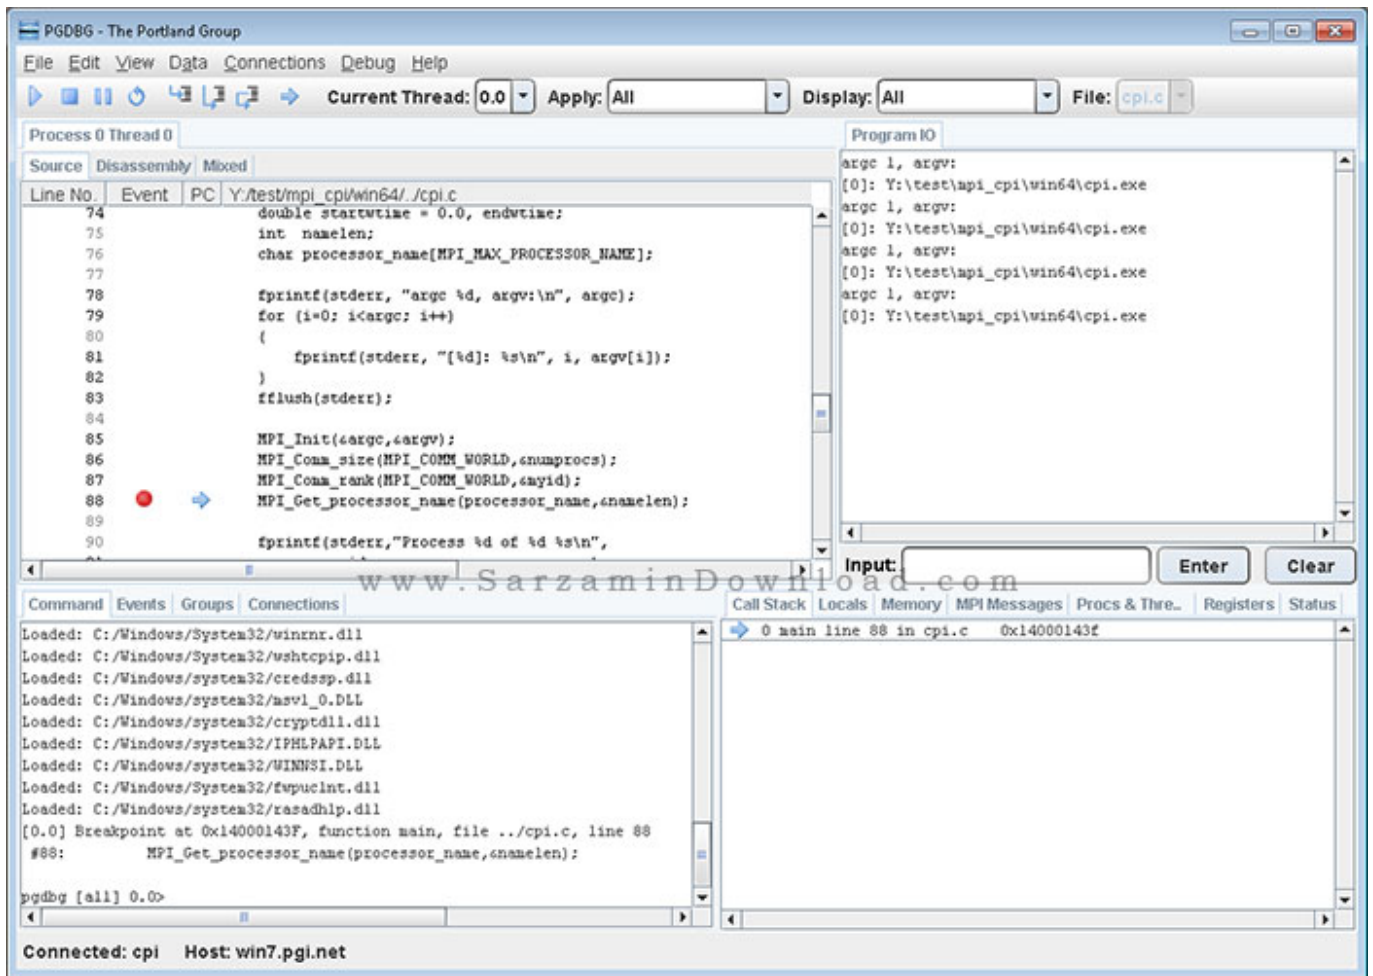 PGDBG - The Portland Group
File Edit View Data Connections Debug Help
Current Thread: 0.0 Apply: All Display: All File: cpi.c
Process 0 Thread 0
Source Disassembly Mixed
Line No. Event PC Y:/test/mpi_cpi/win64/../cpi.c
74 double startwtime = 0.0, endwtime;
75 int namelen;
76 char processor_name[MPI_MAX_PROCESSOR_NAME];
77
78 fprintf(stderr, "argc %d, argv:\n", argc);
79 for (i=0; i<argc; i++)
80 {
81 fprintf(stderr, "[%d]: %s\n", i, argv[i]);
82 }
83 fflush(stderr);
84
85 MPI_Init(&argc,&argv);
86 MPI_Comm_size(MPI_COMM_WORLD,&numprocs);
87 MPI_Comm_rank(MPI_COMM_WORLD,&myid);
88 MPI_Get_processor_name(processor_name,&namelen);
89
90 fprintf(stderr,"Process %d of %d %s\n",
Program IO
argc 1, argv:
[0]: Y:\test\mpi_cpi\win64\cpi.exe
argc 1, argv:
[0]: Y:\test\mpi_cpi\win64\cpi.exe
argc 1, argv:
[0]: Y:\test\mpi_cpi\win64\cpi.exe
argc 1, argv:
[0]: Y:\test\mpi_cpi\win64\cpi.exe
Input: Enter Clear
www.SarzaminDownload.com
Command Events Groups Connections
Loaded: C:/Windows/System32/winrnr.dll
Loaded: C:/Windows/System32/wshtcpip.dll
Loaded: C:/Windows/System32/credssp.dll
Loaded: C:/Windows/system32/msv1_0.DLL
Loaded: C:/Windows/system32/cryptdll.dll
Loaded: C:/Windows/system32/IPHLPAPI.DLL
Loaded: C:/Windows/system32/WINNSI.DLL
Loaded: C:/Windows/System32/fwpuclnt.dll
Loaded: C:/Windows/system32/rasadhlp.dll
[0.0] Breakpoint at 0x14000143F, function main, file ../cpi.c, line 88
#88: MPI_Get_processor_name(processor_name,&namelen);
pgdbg [all] 0.0>
Call Stack Locals Memory MPI Messages Procs & Thre... Registers Status
0 main line 88 in cpi.c 0x14000143f
Connected: cpi Host: win7.pgi.net